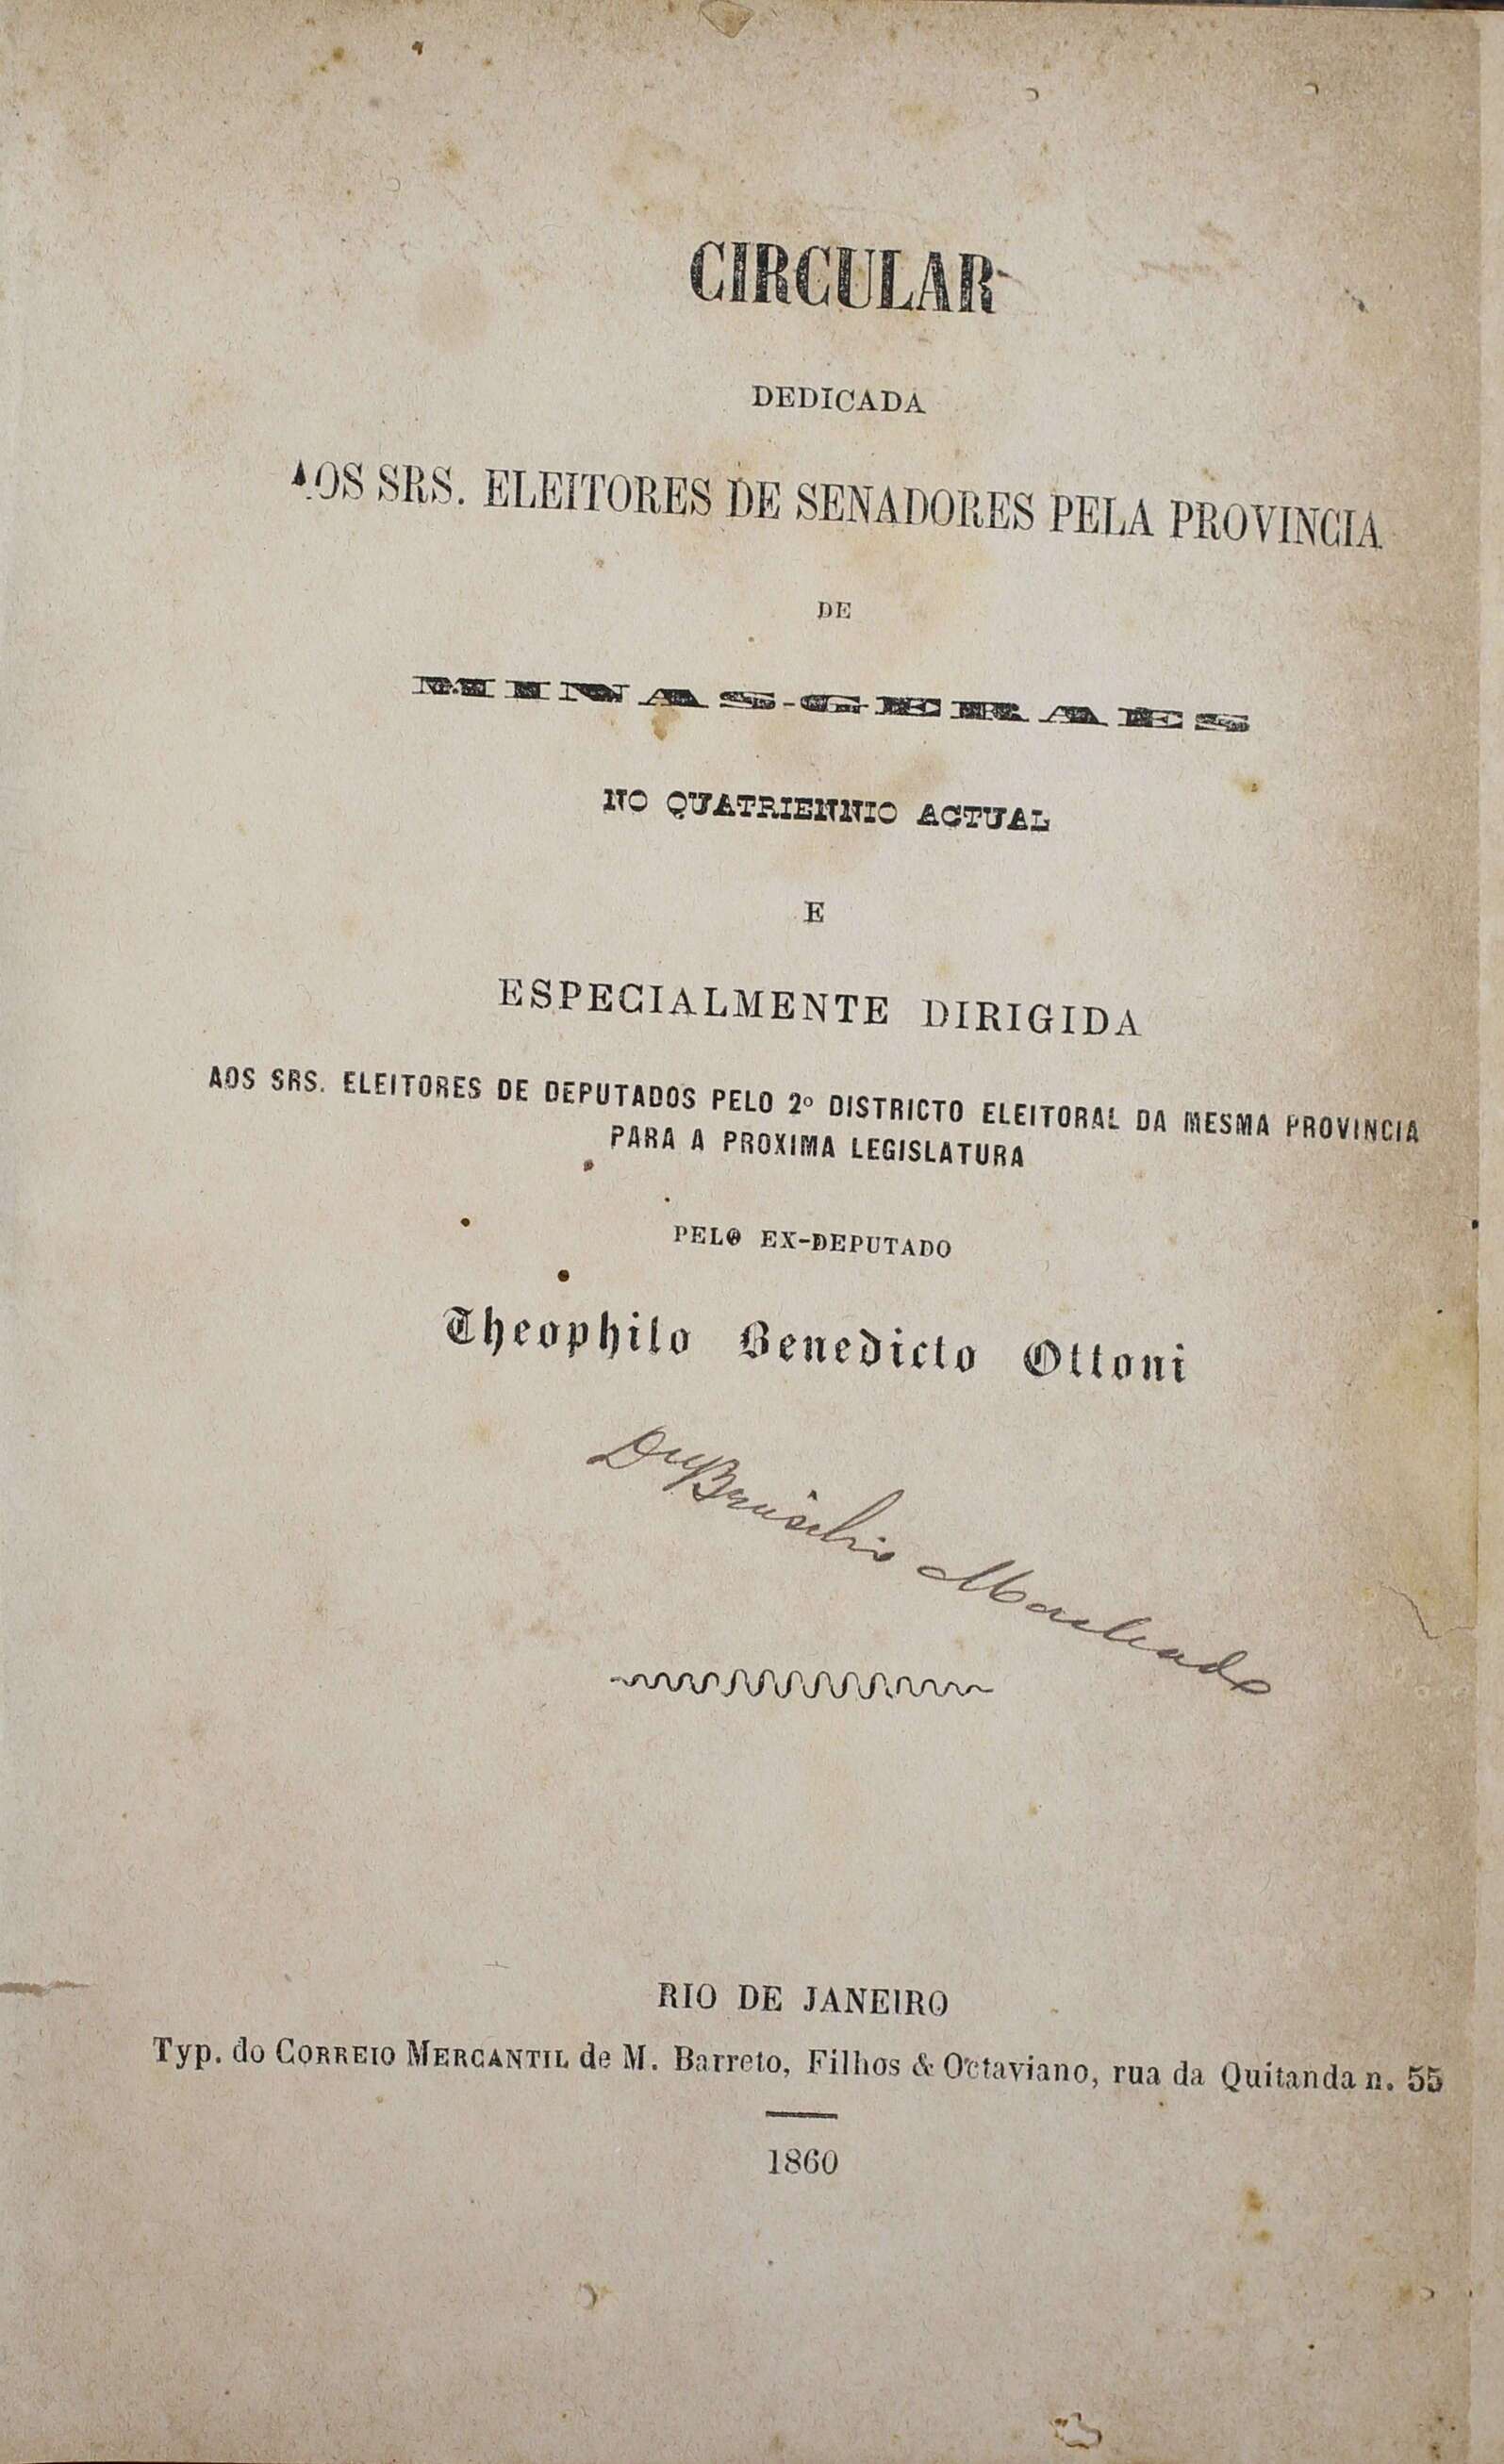 CIRCULAR
DEDICADA
AOS SRS. ELEITORES DE SENADORES PELA PROVINCIA
DE
MINAS-GERAES
NO QUATRIENNIO ACTUAL
E
ESPECIALMENTE DIRIGIDA
AOS SRS. ELEITORES DE DEPUTADOS PELO 2º DISTRICTO ELEITORAL DA MESMA PROVINCIA
PARA A PROXIMA LEGISLATURA
PELO EX-DEPUTADO
Theophilo Benedicto Ottoni
Machado
RIO DE JANEIRO
Typ. do CORREIO MERCANTIL de M. Barreto, Filhos & Octaviano, rua da Quitanda n. 55
1860